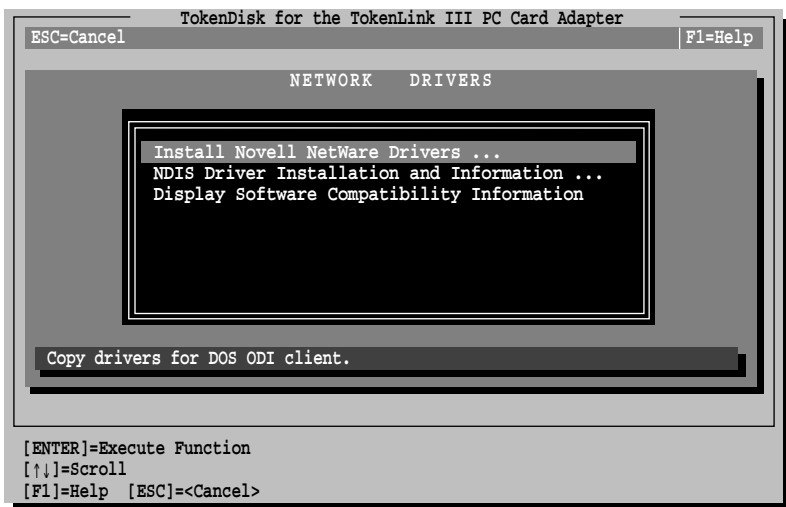 TokenDisk for the TokenLink III PC Card Adapter
ESC=Cancel F1=Help
NETWORK DRIVERS
Install Novell NetWare Drivers ...
NDIS Driver Installation and Information ...
Display Software Compatibility Information
Copy drivers for DOS ODI client.
[ENTER]=Execute Function
[↑↓]=Scroll
[F1]=Help [ESC]=<Cancel>